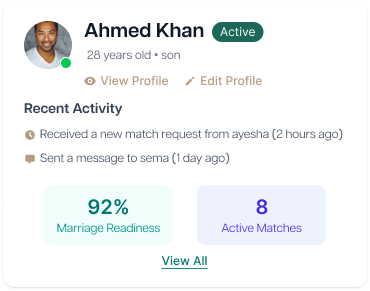 Ahmed Khan Active
28 years old • son
View Profile Edit Profile
Recent Activity
Received a new match request from ayesha (2 hours ago)
Sent a message to sema (1 day ago)
92% 8
Marriage Readiness Active Matches
View All